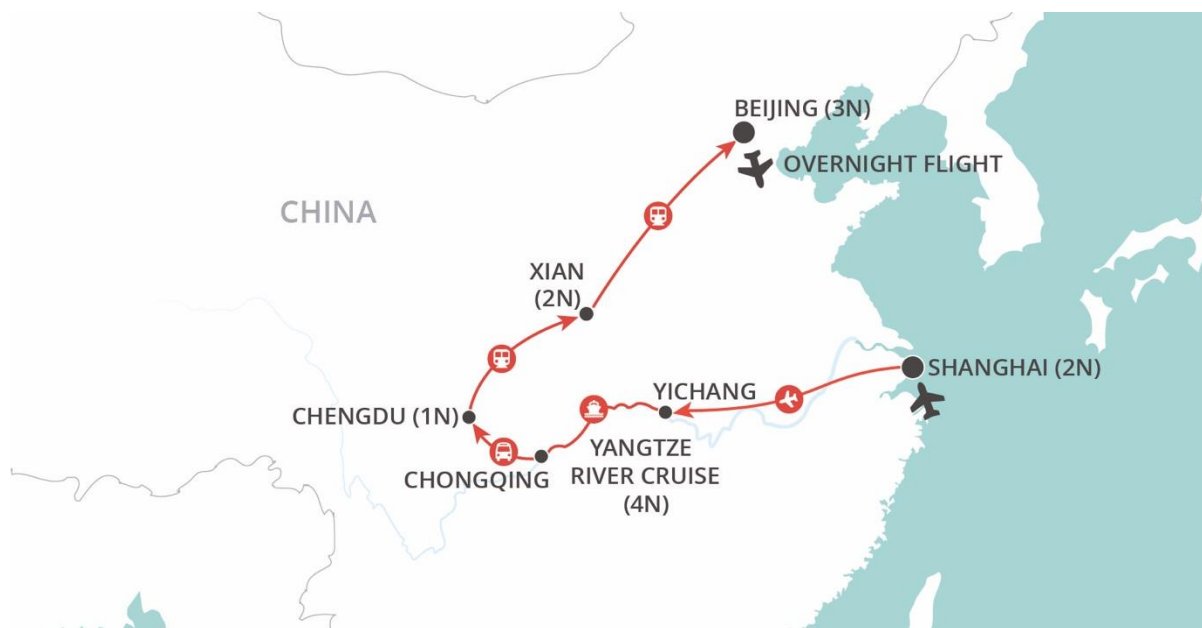 BEIJING (3N)
OVERNIGHT FLIGHT
CHINA
XIAN
(2N)
SHANGHAI (2N)
YICHANG
CHENGDU (1N)
YANGTZE
RIVER CRUISE
(4N)
CHONGQING